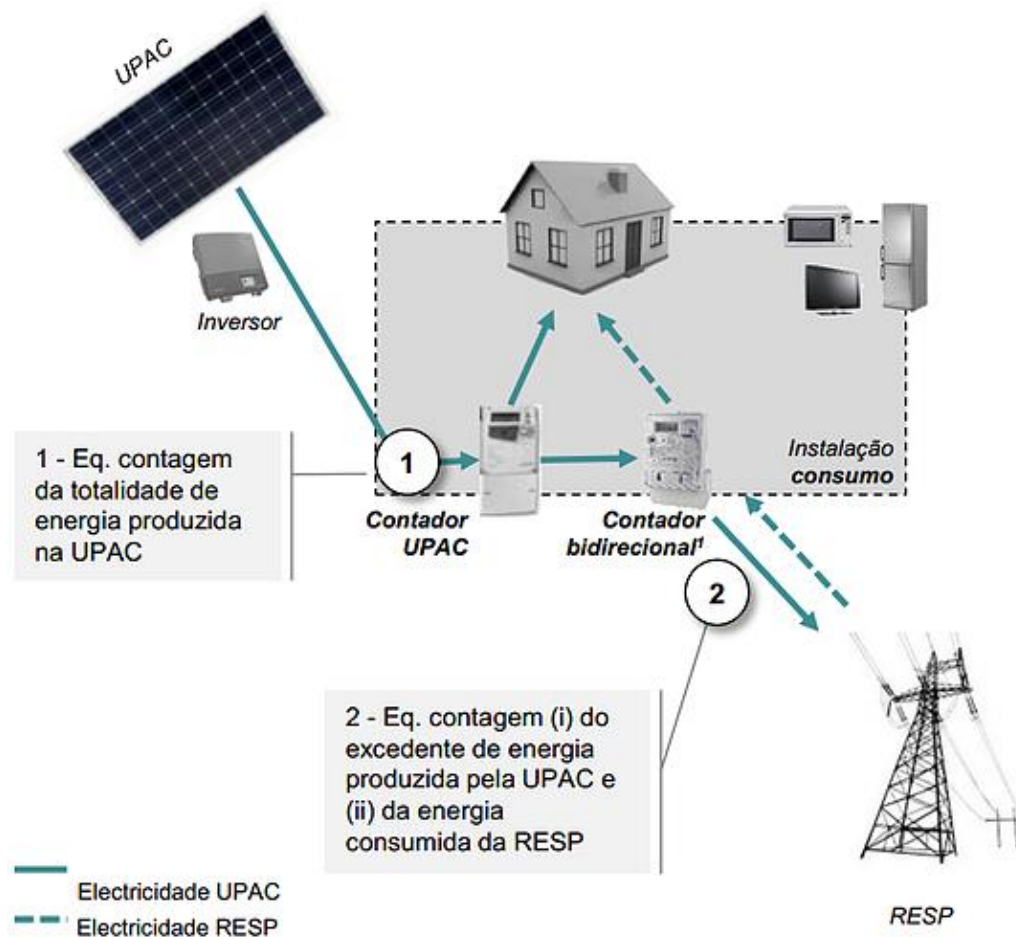 UPAC
Inversor
1 - Eq. contagem
da totalidade de
energia produzida
na UPAC
1
Contador
UPAC
Contador
bidirecional¹
Instalação
consumo
2
2 - Eq. contagem (i) do
excedente de energia
produzida pela UPAC e
(ii) da energia
consumida da RESP
Electricidade UPAC
Electricidade RESP
RESP